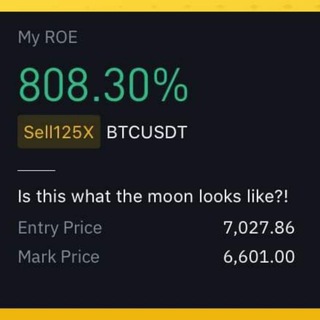 My ROE
808.30%
Sell125X BTCUSDT
Is this what the moon looks like?!
Entry Price 7,027.86
Mark Price 6,601.00